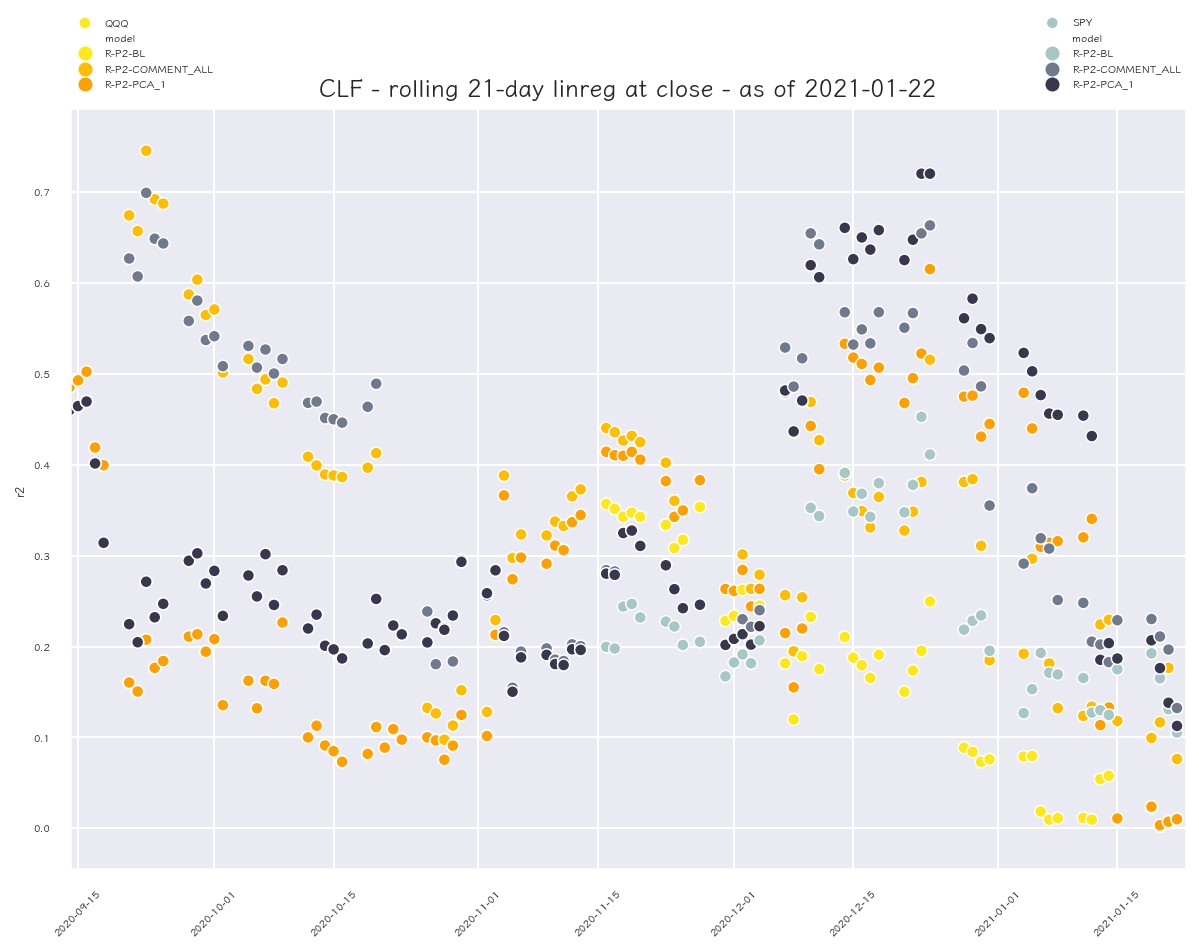 QQQ
model
R-P2-BL
R-P2-COMMENT_ALL
R-P2-PCA_1
SPY
model
R-P2-BL
R-P2-COMMENT_ALL
R-P2-PCA_1
CLF - rolling 21-day linreg at close - as of 2021-01-22
r2
0.7
0.6
0.5
0.4
0.3
0.2
0.1
0.0
2020-09-15
2020-10-01
2020-10-15
2020-11-01
2020-11-15
2020-12-01
2020-12-15
2021-01-01
2021-01-15